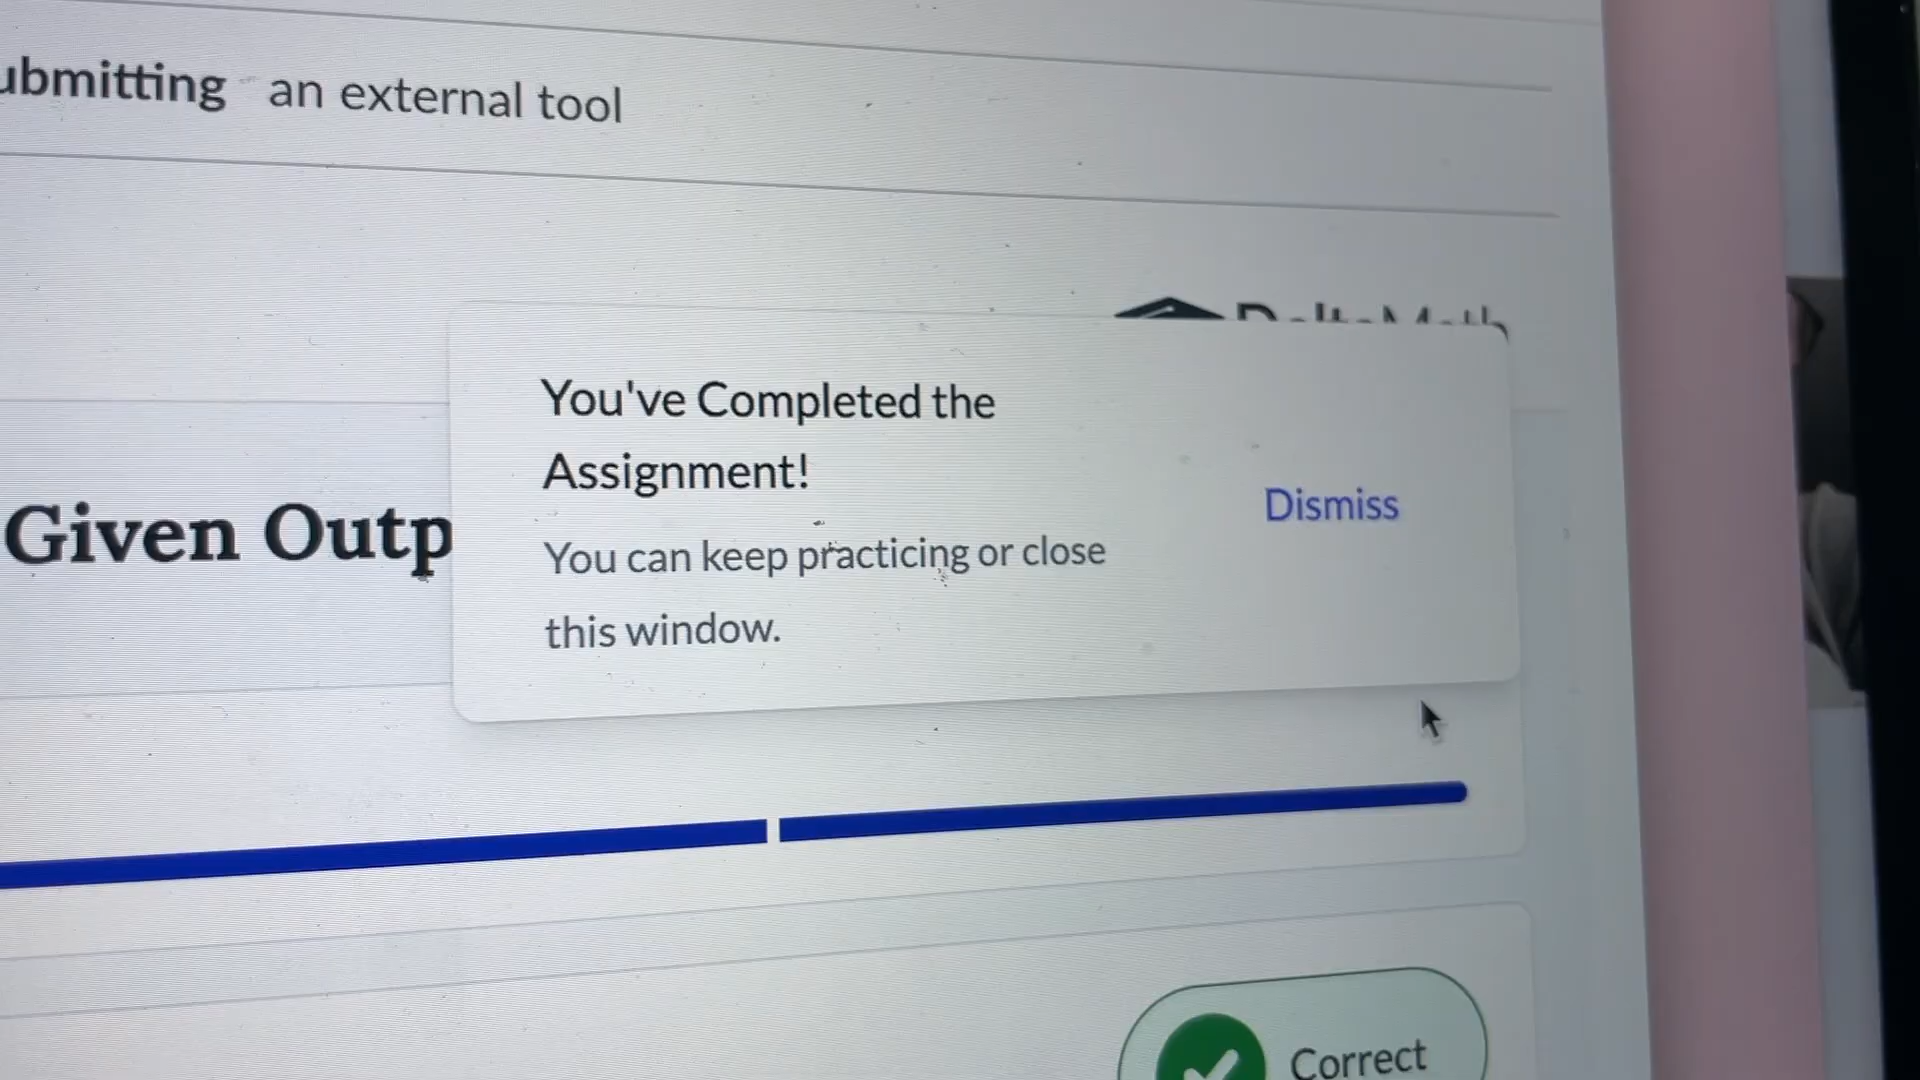 ubmitting an external tool
DeltaMath
You've Completed the
Assignment!
Dismiss
You can keep practicing or close
this window.
Given Outp
Correct